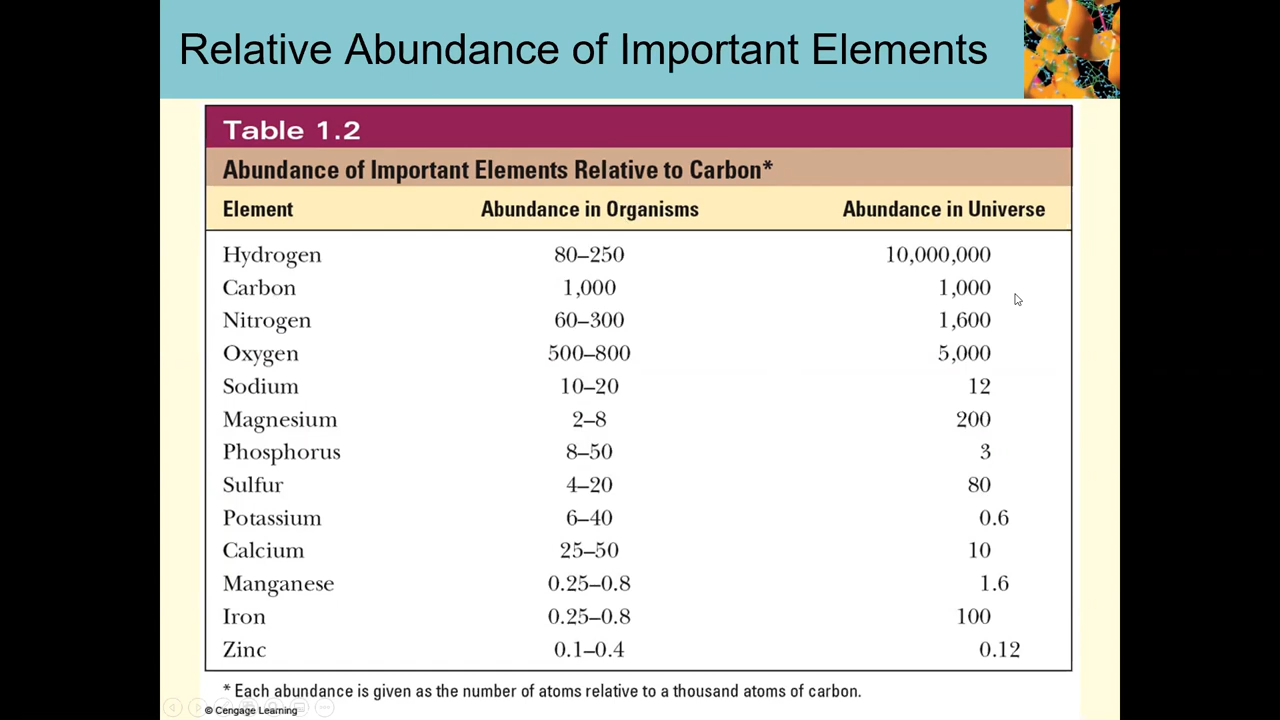 Relative Abundance of Important Elements
Table 1.2
Abundance of Important Elements Relative to Carbon*
Element Abundance in Organisms Abundance in Universe
Hydrogen 80–250 10,000,000
Carbon 1,000 1,000
Nitrogen 60–300 1,600
Oxygen 500–800 5,000
Sodium 10–20 12
Magnesium 2–8 200
Phosphorus 8–50 3
Sulfur 4–20 80
Potassium 6–40 0.6
Calcium 25–50 10
Manganese 0.25–0.8 1.6
Iron 0.25–0.8 100
Zinc 0.1–0.4 0.12
* Each abundance is given as the number of atoms relative to a thousand atoms of carbon.
© Cengage Learning